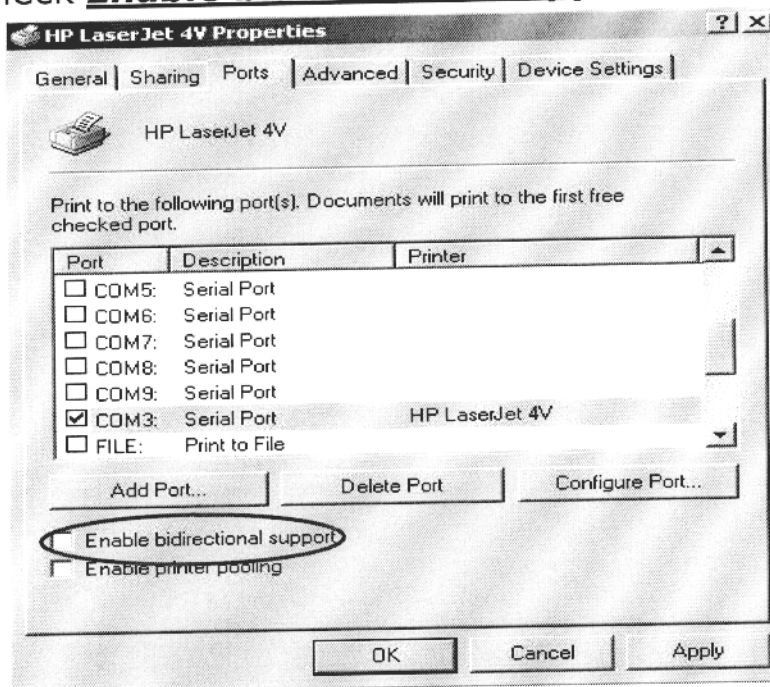 Enable
HP LaserJet 4V Properties
General Sharing Ports Advanced Security Device Settings
HP LaserJet 4V
Print to the following port(s). Documents will print to the first free
checked port.
Port Description Printer
COM5: Serial Port
COM6: Serial Port
COM7: Serial Port
COM8: Serial Port
COM9: Serial Port
COM3: Serial Port HP LaserJet 4V
FILE: Print to File
Add Port... Delete Port Configure Port...
Enable bidirectional support
Enable printer pooling
OK Cancel Apply